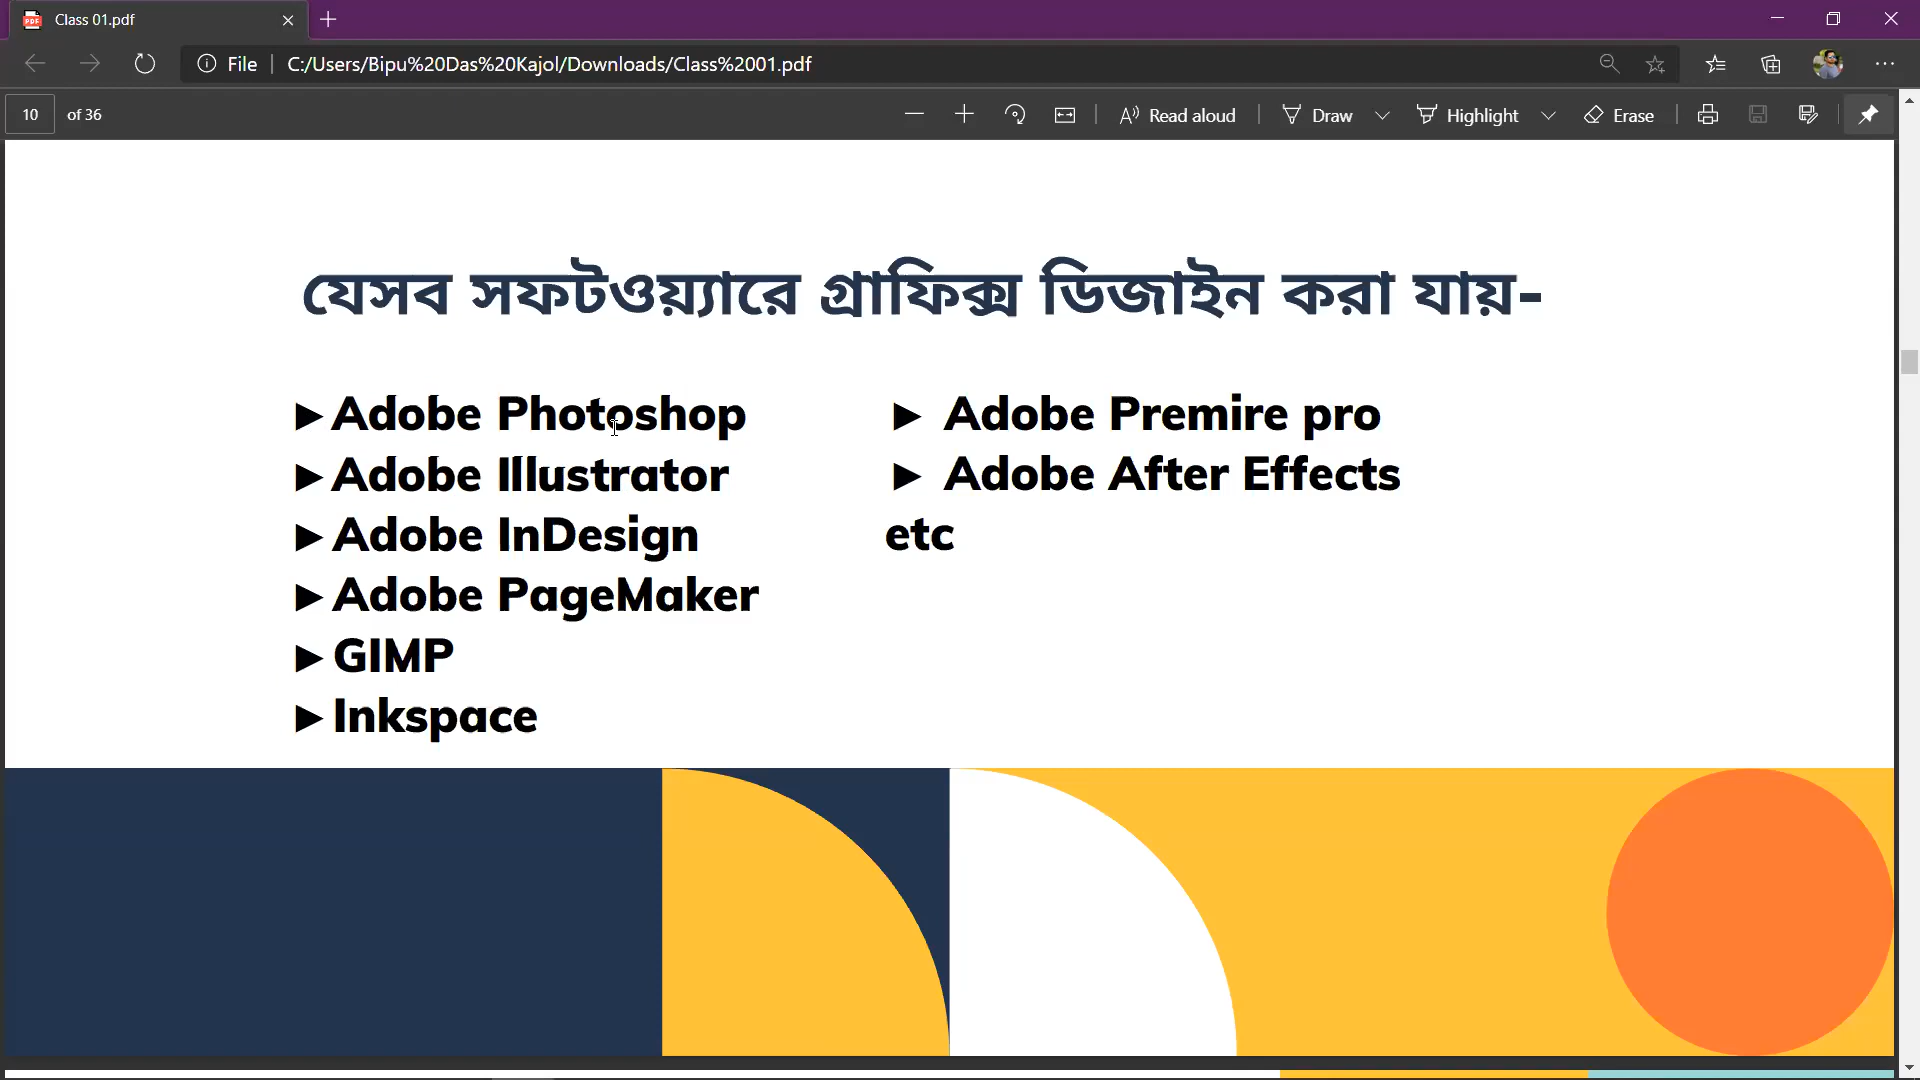 Class 01.pdf
File
C:/Users/Bipu%20Das%20Kajol/Downloads/Class%2001.pdf
10 of 36
Read aloud
Draw
Highlight
Erase
যেসব সফটওয়্যারে গ্রাফিক্স ডিজাইন করা যায়-
►Adobe Photoshop
►Adobe Illustrator
►Adobe InDesign
►Adobe PageMaker
►GIMP
►Inkspace
► Adobe Premire pro
► Adobe After Effects
etc